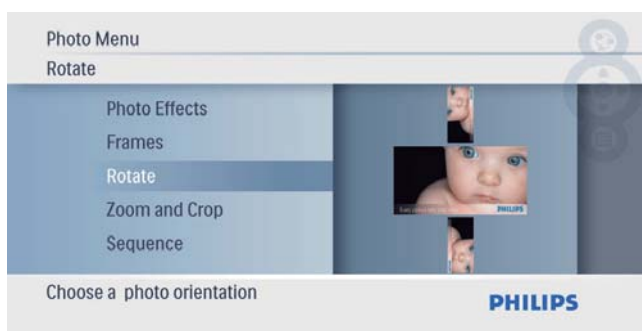 Photo Menu
Rotate
Photo Effects
Frames
Rotate
Zoom and Crop
Sequence
PHILIPS
Choose a photo orientation
PHILIPS